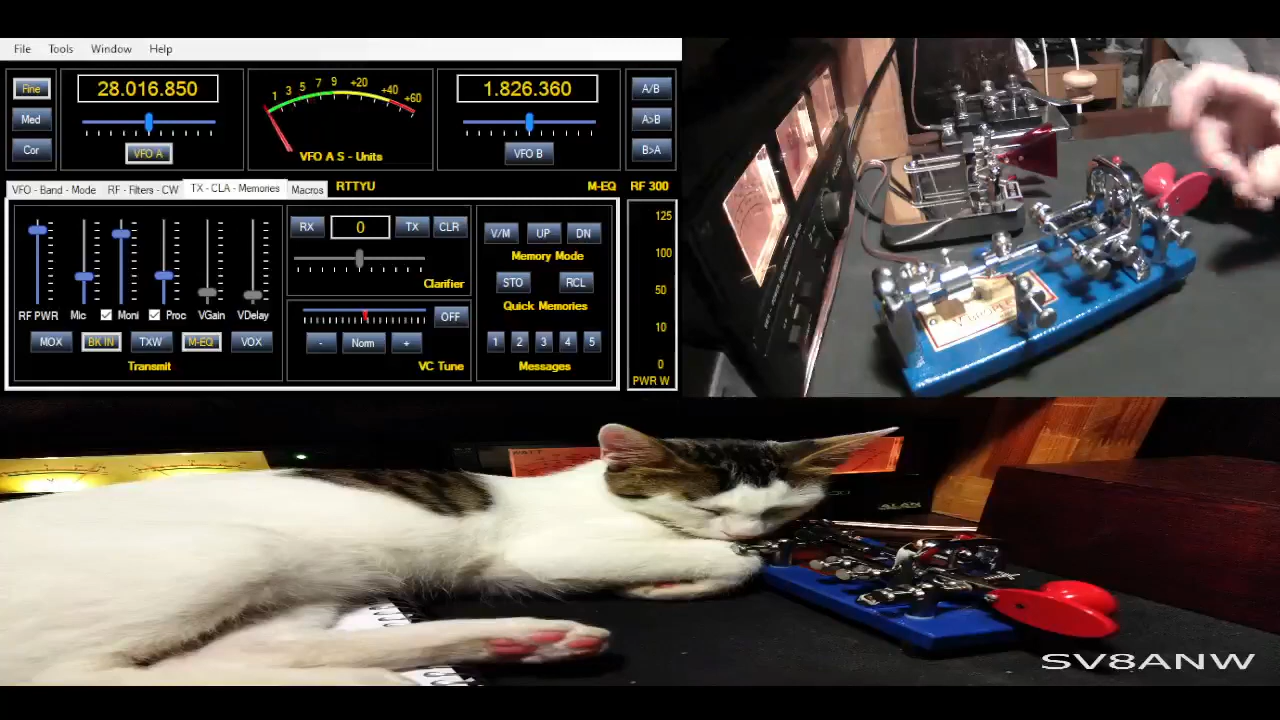 File Tools Window Help
Fine
Med
Cor
28.016.850
VFO A
1 3 5 7 9 +20 +40 +60
VFO A S - Units
1.826.360
VFO B
A/B
A>B
B>A
VFO - Band - Mode
RF - Filters - CW
TX - CLA - Memories
Macros
RTTYU
M-EQ
RF 300
RF PWR
Mic
Moni
Proc
VGain
VDelay
MOX
BK IN
TXW
M-EQ
VOX
Transmit
RX
0
TX
CLR
Clarifier
OFF
-
Norm
+
VC Tune
V/M
UP
DN
Memory Mode
STO
RCL
Quick Memories
1
2
3
4
5
Messages
125
100
50
10
0
PWR W
WATT
ALAN
SV8ANW